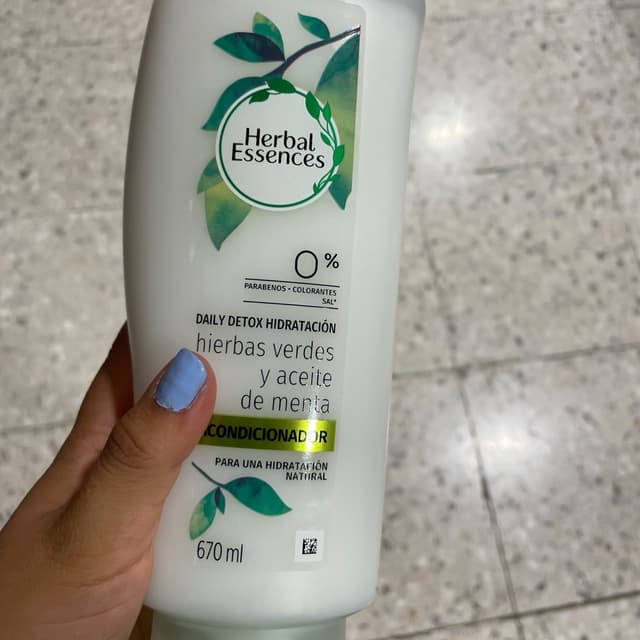 Herbal
Essences
0%
PARABENOS • COLORANTES
SAL*
DAILY DETOX HIDRATACIÓN
hierbas verdes
y aceite
de menta
ACONDICIONADOR
PARA UNA HIDRATACIÓN
NATURAL
670 ml